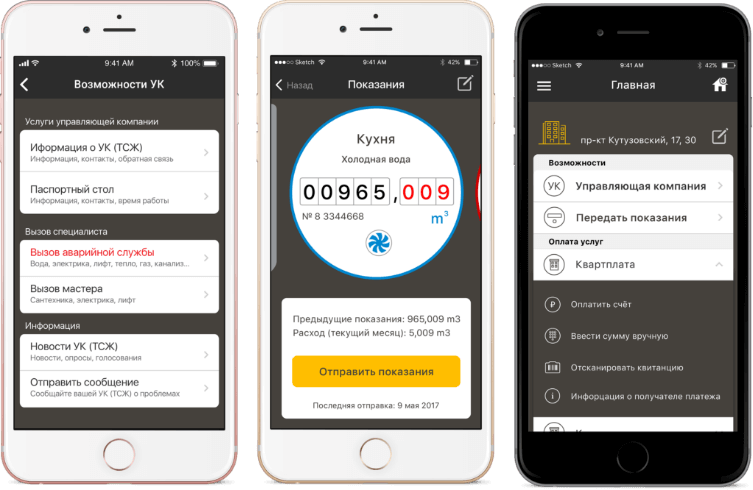 9:41 AM
100%
Возможности УК
Услуги управляющей компании
Иформация о УК (ТСЖ)
Информация, контакты, обратная связь
Паспортный стол
Информация, контакты, время работы
Вызов специалиста
Вызов аварийной службы
Вода, электрика, лифт, тепло, газ, канализ...
Вызов мастера
Сантехника, электрика, лифт
Информация
Новости УК (ТСЖ)
Новости, опросы, голосования
Отправить сообщение
Сообщайте вашей УК (ТСЖ) о проблемах
Sketch
9:41 AM
42%
Назад
Показания
Кухня
Холодная вода
00965,009
№ 8 3344668
m³
Предыдущие показания: 965,009 m3
Расход (текущий месяц): 5,009 m3
Отправить показания
Последняя отправка: 9 мая 2017
Sketch
9:41 AM
42%
Главная
пр-кт Кутузовский, 17, 30
Возможности
УК
Управляющая компания
Передать показания
Оплата услуг
Квартплата
₽
Оплатить счёт
Ввести сумму вручную
Отсканировать квитанцию
i
Инфорцация о получателе платежа